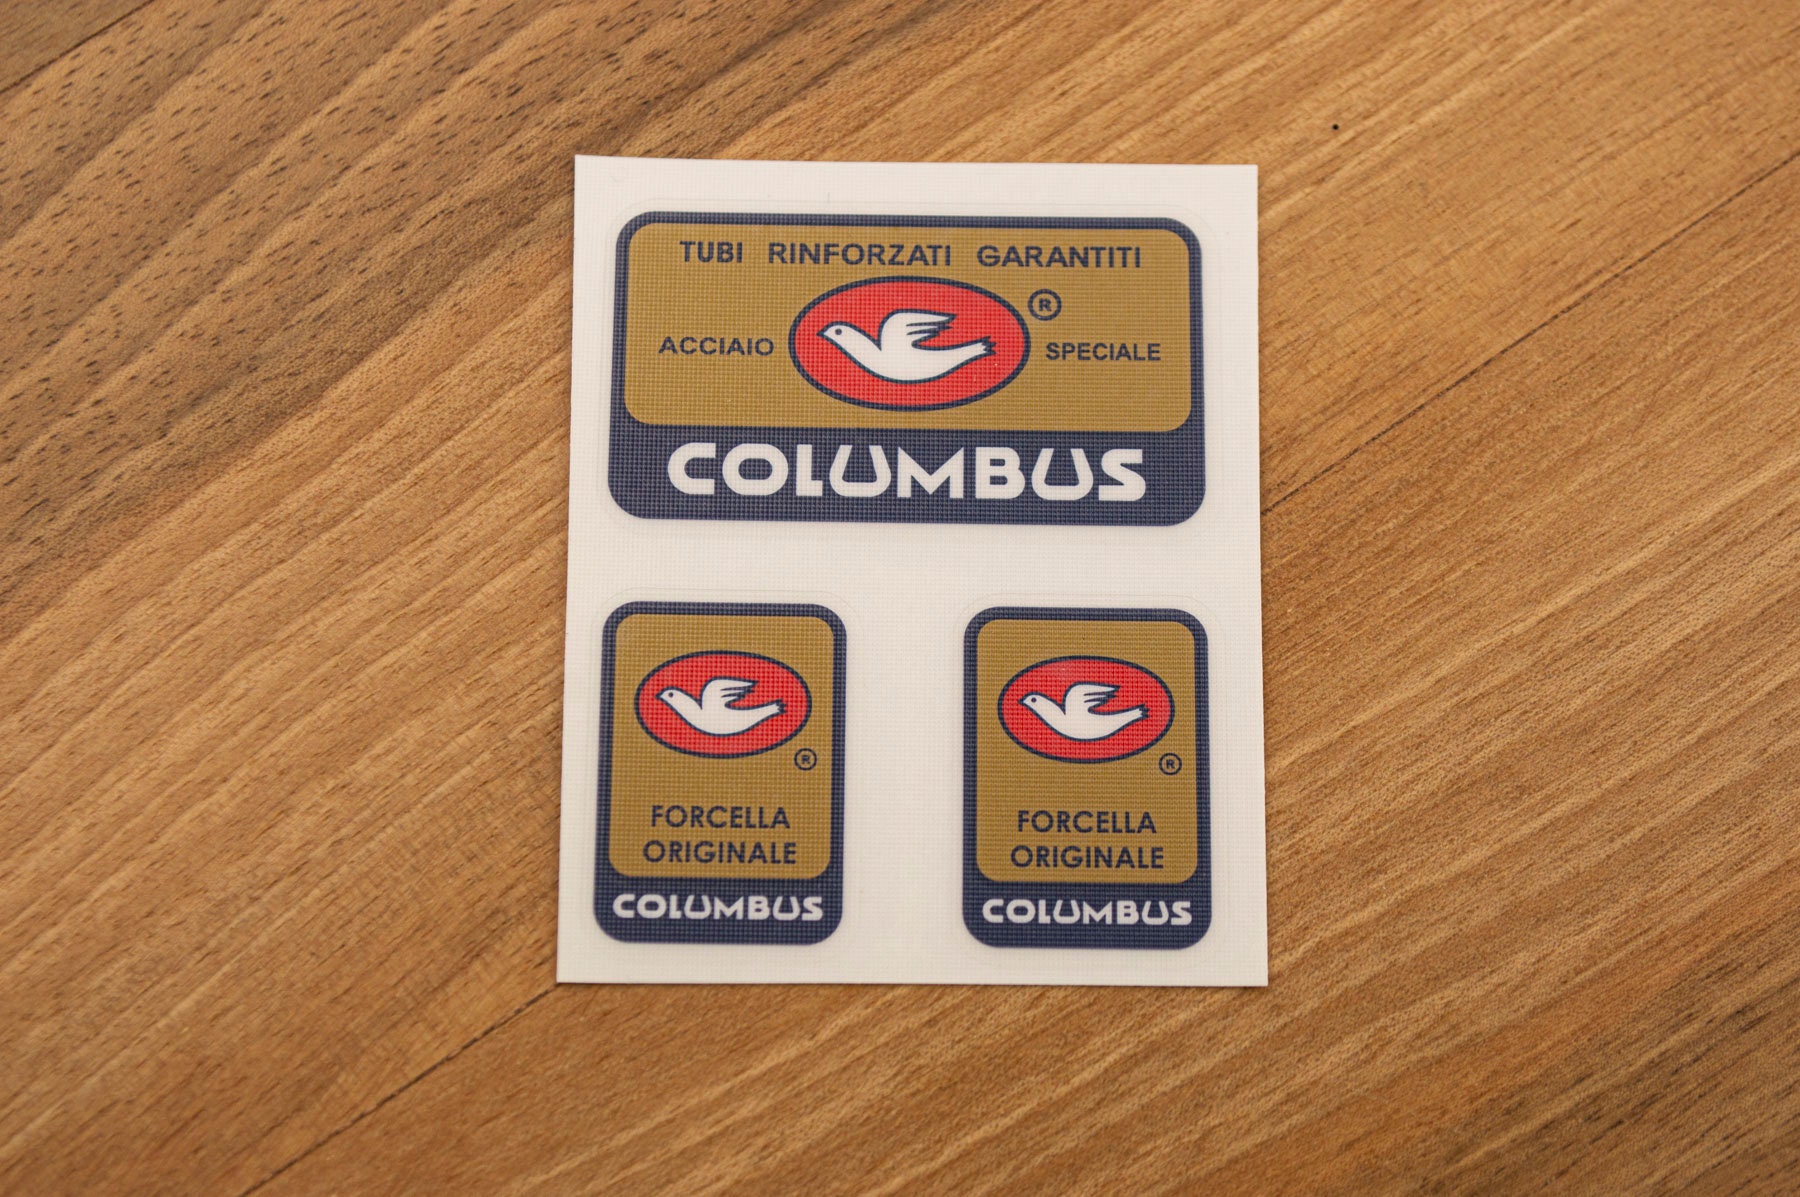 TUBI RINFORZATI GARANTITI
®
ACCIAIO SPECIALE
COLUMBUS
®
FORCELLA
ORIGINALE
COLUMBUS
®
FORCELLA
ORIGINALE
COLUMBUS